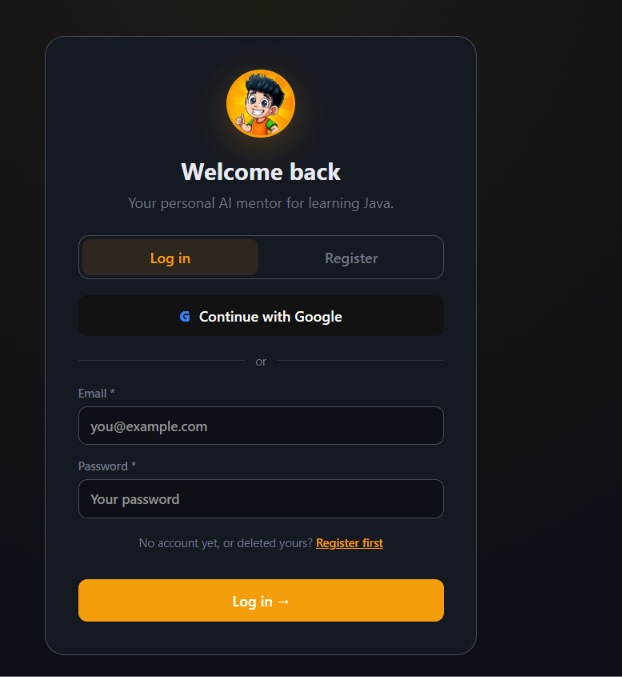 Welcome back
Your personal AI mentor for learning Java.
Log in
Register
G Continue with Google
or
Email *
you@example.com
Password *
Your password
No account yet, or deleted yours? Register first
Log in →